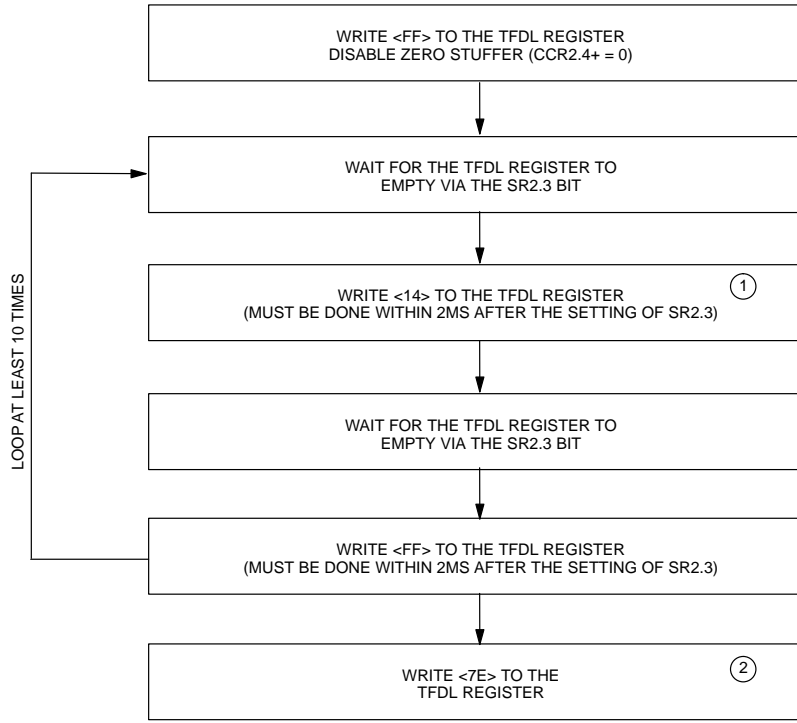 WRITE <FF> TO THE TFDL REGISTER
DISABLE ZERO STUFFER (CCR2.4+ = 0)
WAIT FOR THE TFDL REGISTER TO
EMPTY VIA THE SR2.3 BIT
WRITE <14> TO THE TFDL REGISTER
(MUST BE DONE WITHIN 2MS AFTER THE SETTING OF SR2.3)
1
LOOP AT LEAST 10 TIMES
WAIT FOR THE TFDL REGISTER TO
EMPTY VIA THE SR2.3 BIT
WRITE <FF> TO THE TFDL REGISTER
(MUST BE DONE WITHIN 2MS AFTER THE SETTING OF SR2.3)
WRITE <7E> TO THE
TFDL REGISTER
2